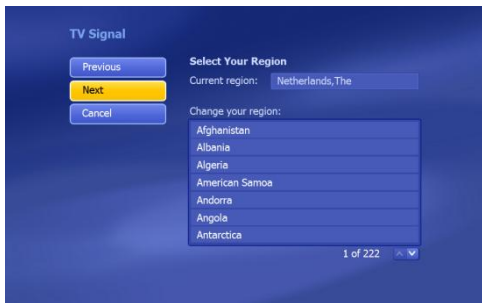 TV Signal
Previous
Next
Cancel
Select Your Region
Current region: Netherlands,The
Change your region:
Afghanistan
Albania
Algeria
American Samoa
Andorra
Angola
Antarctica
1 of 222